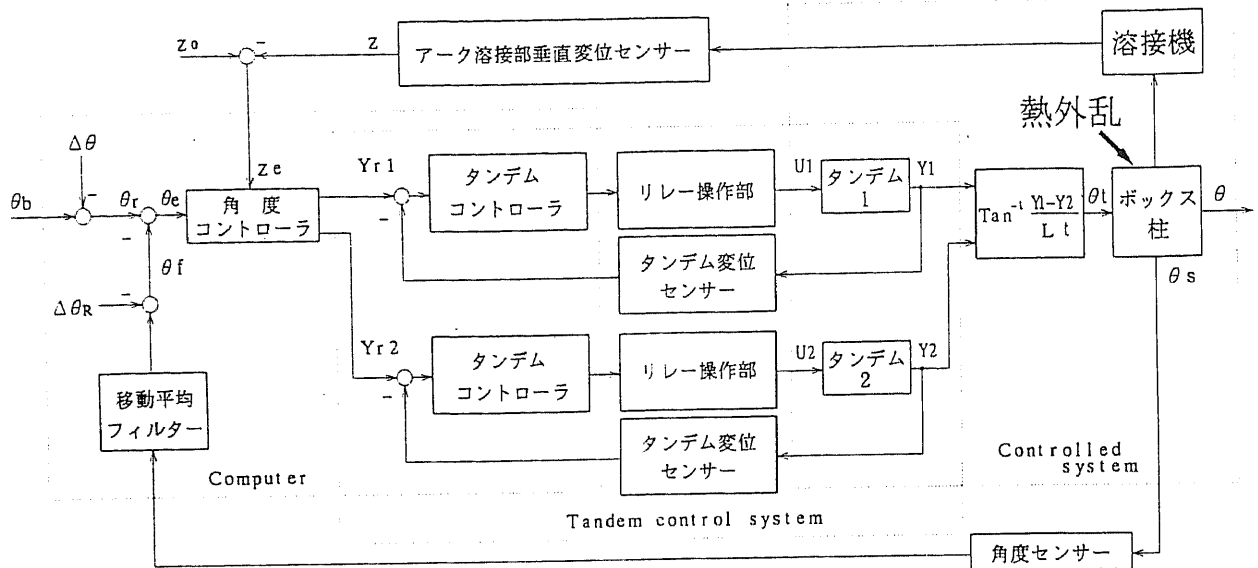 zo
-
z
アーク溶接部垂直変位センサー
溶接機
熱外乱
Δθ
ze
θb
-
θr
θe
-
角度
コントローラ
θf
ΔθR
-
移動平均
フィルター
Yr1
-
タンデム
コントローラ
リレー操作部
U1
タンデム
1
Y1
タンデム変位
センサー
Yr2
-
タンデム
コントローラ
リレー操作部
U2
タンデム
2
Y2
タンデム変位
センサー
Tan⁻ᵗ Y1-Y2
L t
θt
ボックス
柱
θ
θs
Computer
Controlled
system
Tandem control system
角度センサー